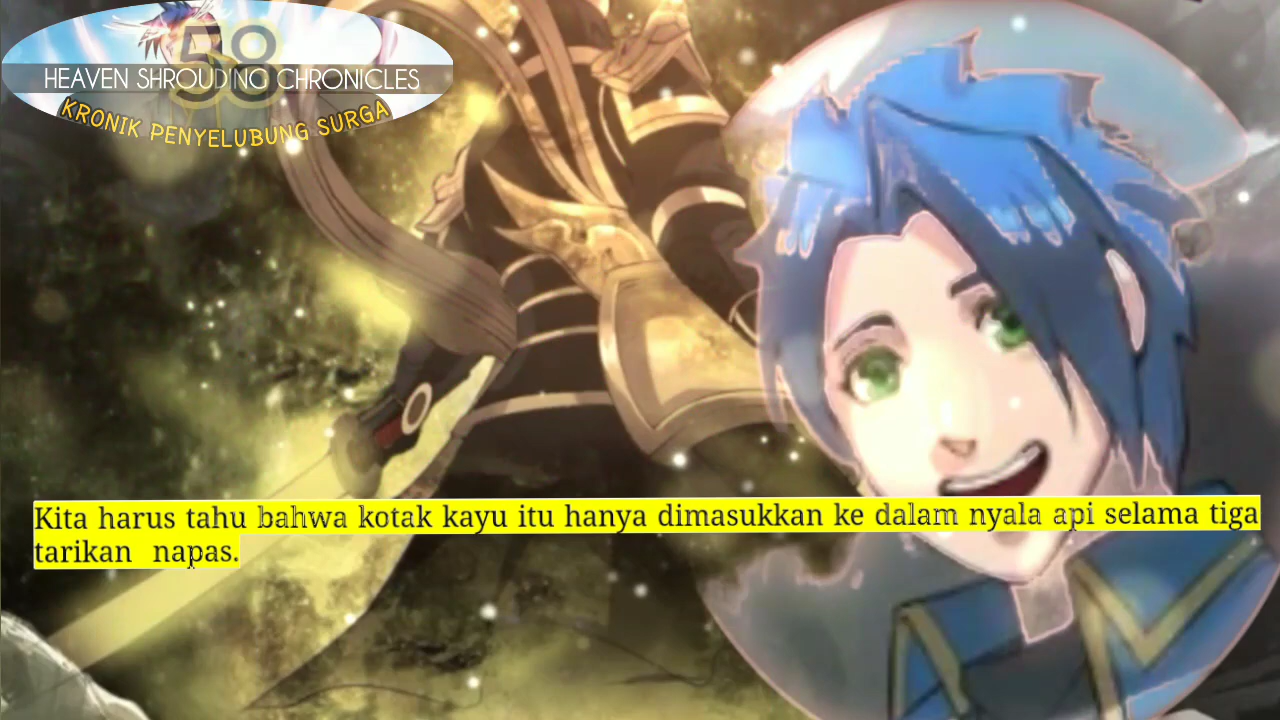 58
HEAVEN SHROUDING CHRONICLES
KRONIK PENYELUBUNG SURGA
Kita harus tahu bahwa kotak kayu itu hanya dimasukkan ke dalam nyala api selama tiga
tarikan napas.